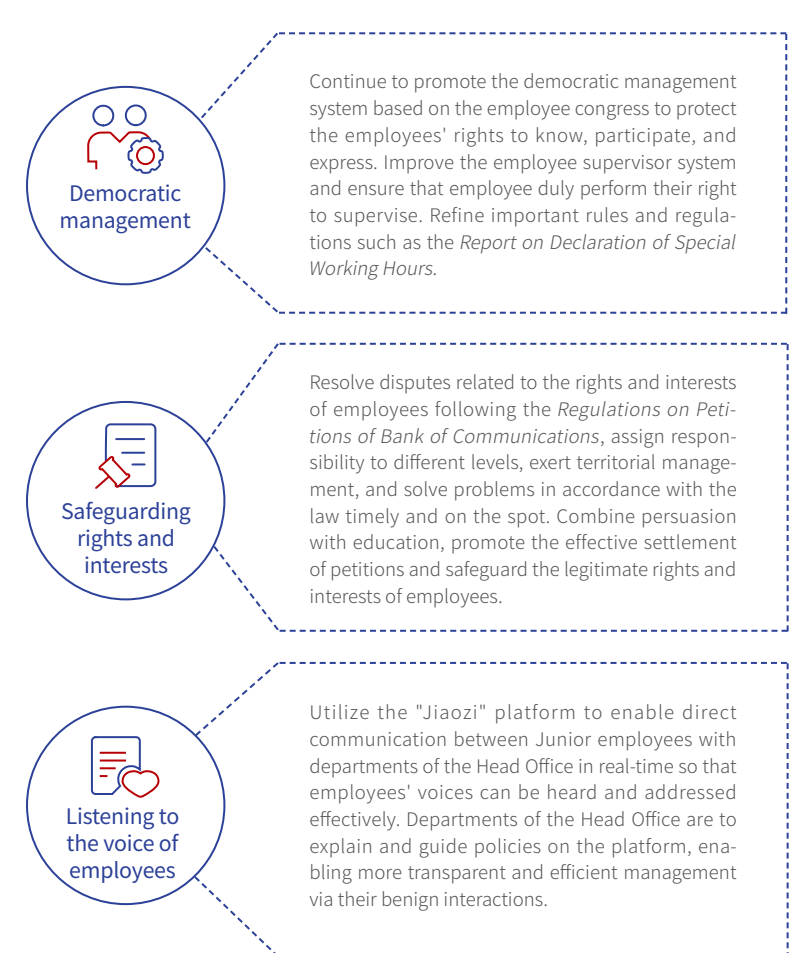 Democratic
management
Continue to promote the democratic management
system based on the employee congress to protect
the employees' rights to know, participate, and
express. Improve the employee supervisor system
and ensure that employee duly perform their right
to supervise. Refine important rules and regula-
tions such as the Report on Declaration of Special
Working Hours.
Safeguarding
rights and
interests
Resolve disputes related to the rights and interests
of employees following the Regulations on Peti-
tions of Bank of Communications, assign respon-
sibility to different levels, exert territorial manage-
ment, and solve problems in accordance with the
law timely and on the spot. Combine persuasion
with education, promote the effective settlement
of petitions and safeguard the legitimate rights and
interests of employees.
Listening to
the voice of
employees
Utilize the "Jiaozi" platform to enable direct
communication between Junior employees with
departments of the Head Office in real-time so that
employees' voices can be heard and addressed
effectively. Departments of the Head Office are to
explain and guide policies on the platform, ena-
bling more transparent and efficient management
via their benign interactions.